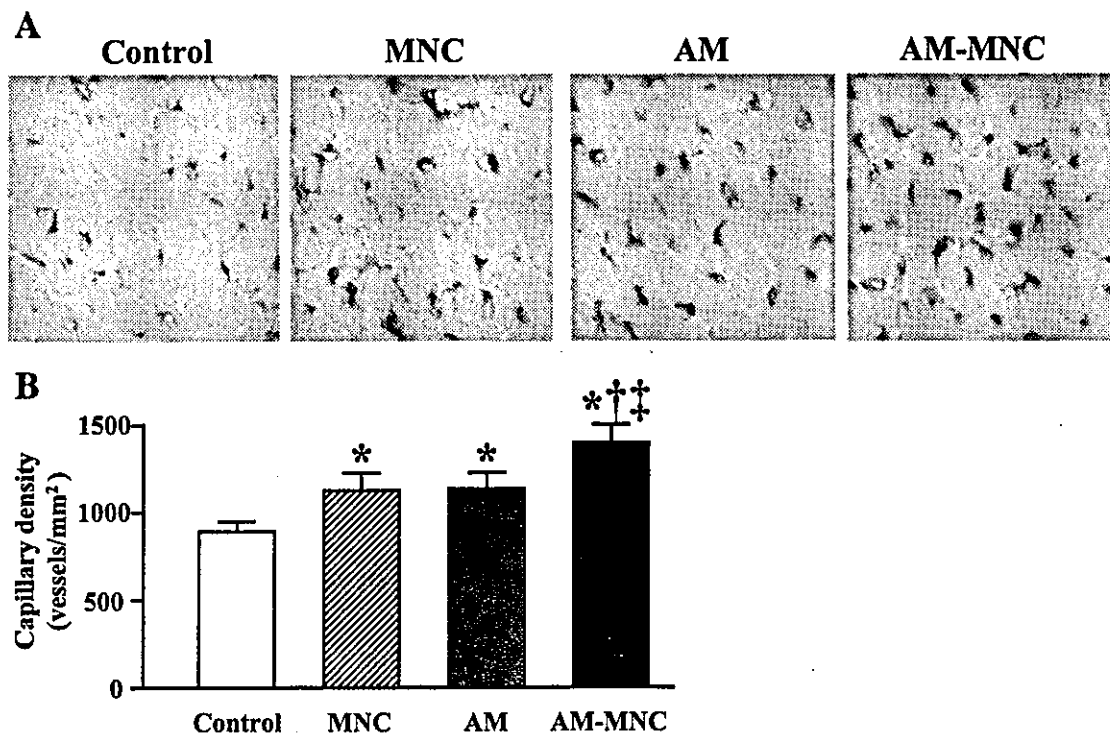 A
Control MNC AM AM-MNC
B
*†‡
* *
1500
1000
500
0
Capillary density
(vessels/mm²)
Control MNC AM AM-MNC